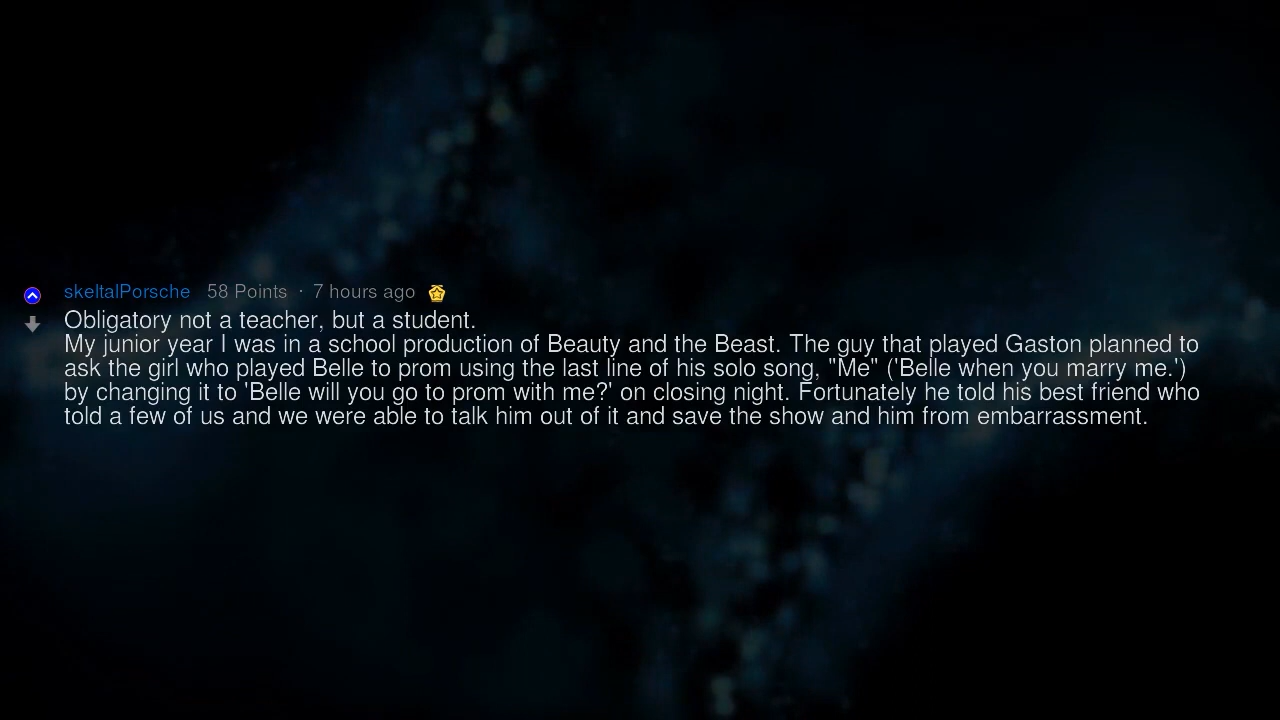 skeltalPorsche 58 Points · 7 hours ago
Obligatory not a teacher, but a student.
My junior year I was in a school production of Beauty and the Beast. The guy that played Gaston planned to
ask the girl who played Belle to prom using the last line of his solo song, "Me" ('Belle when you marry me.')
by changing it to 'Belle will you go to prom with me?' on closing night. Fortunately he told his best friend who
told a few of us and we were able to talk him out of it and save the show and him from embarrassment.